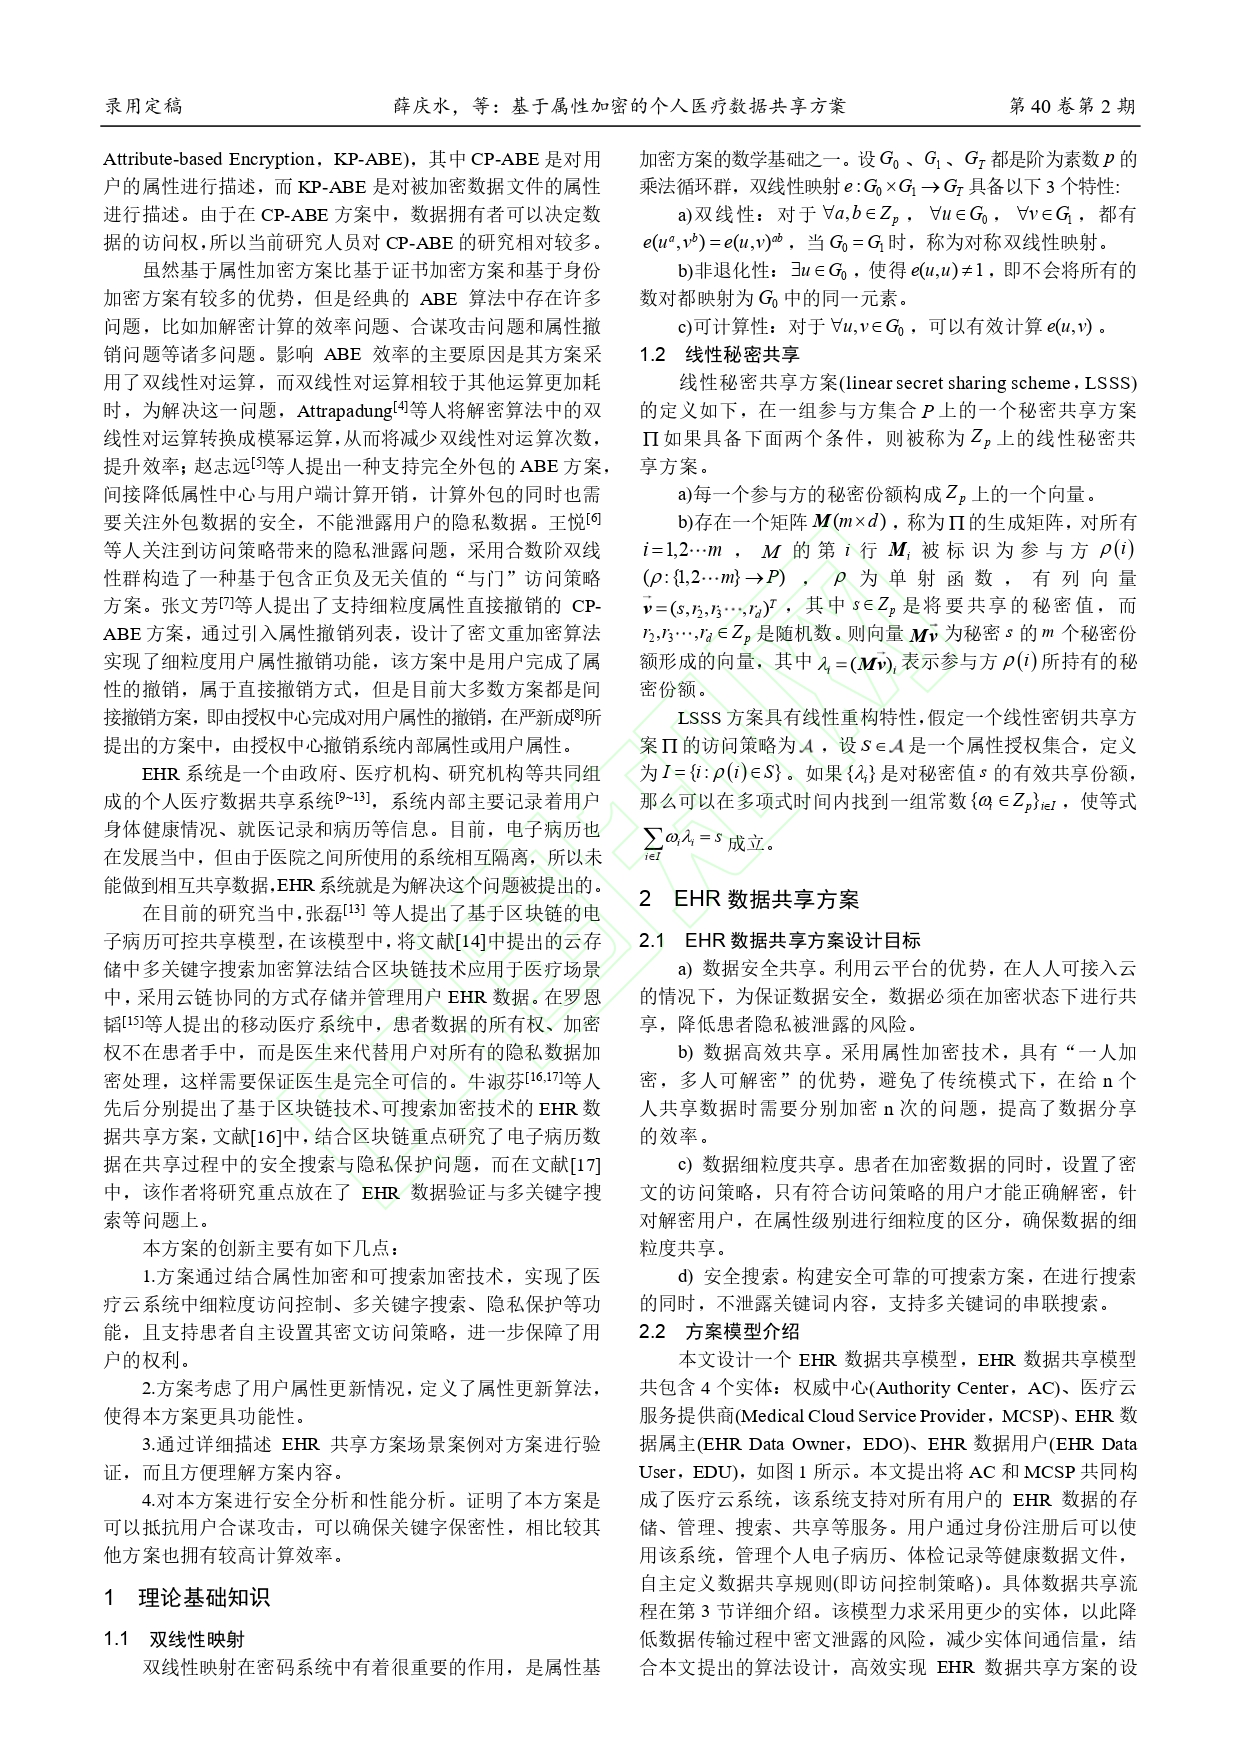 录用定稿
薛庆水，等：基于属性加密的个人医疗数据共享方案
第 40 卷第 2 期
Attribute-based Encryption，KP-ABE)，其中 CP-ABE 是对用
户的属性进行描述，而 KP-ABE 是对被加密数据文件的属性
进行描述。由于在 CP-ABE 方案中，数据拥有者可以决定数
据的访问权，所以当前研究人员对 CP-ABE 的研究相对较多。
虽然基于属性加密方案比基于证书加密方案和基于身份
加密方案有较多的优势，但是经典的 ABE 算法中存在许多
问题，比如加解密计算的效率问题、合谋攻击问题和属性撤
销问题等诸多问题。影响 ABE 效率的主要原因是其方案采
用了双线性对运算，而双线性对运算相较于其他运算更加耗
时，为解决这一问题，Attrapadung[4]等人将解密算法中的双
线性对运算转换成模幂运算，从而将减少双线性对运算次数，
提升效率；赵志远[5]等人提出一种支持完全外包的 ABE 方案，
间接降低属性中心与用户端计算开销，计算外包的同时也需
要关注外包数据的安全，不能泄露用户的隐私数据。王悦[6]
等人关注到访问策略带来的隐私泄露问题，采用合数阶双线
性群构造了一种基于包含正负及无关值的“与门”访问策略
方案。张文芳[7]等人提出了支持细粒度属性直接撤销的 CP-
ABE 方案，通过引入属性撤销列表，设计了密文重加密算法
实现了细粒度用户属性撤销功能，该方案中是用户完成了属
性的撤销，属于直接撤销方式，但是目前大多数方案都是间
接撤销方案，即由授权中心完成对用户属性的撤销，在严新成[8]所
提出的方案中，由授权中心撤销系统内部属性或用户属性。
EHR 系统是一个由政府、医疗机构、研究机构等共同组
成的个人医疗数据共享系统[9~13]，系统内部主要记录着用户
身体健康情况、就医记录和病历等信息。目前，电子病历也
在发展当中，但由于医院之间所使用的系统相互隔离，所以未
能做到相互共享数据，EHR 系统就是为解决这个问题被提出的。
在目前的研究当中，张磊[13] 等人提出了基于区块链的电
子病历可控共享模型，在该模型中，将文献[14]中提出的云存
储中多关键字搜索加密算法结合区块链技术应用于医疗场景
中，采用云链协同的方式存储并管理用户 EHR 数据。在罗恩
韬[15]等人提出的移动医疗系统中，患者数据的所有权、加密
权不在患者手中，而是医生来代替用户对所有的隐私数据加
密处理，这样需要保证医生是完全可信的。牛淑芬[16,17]等人
先后分别提出了基于区块链技术、可搜索加密技术的 EHR 数
据共享方案，文献[16]中，结合区块链重点研究了电子病历数
据在共享过程中的安全搜索与隐私保护问题，而在文献[17]
中，该作者将研究重点放在了 EHR 数据验证与多关键字搜
索等问题上。
本方案的创新主要有如下几点：
1.方案通过结合属性加密和可搜索加密技术，实现了医
疗云系统中细粒度访问控制、多关键字搜索、隐私保护等功
能，且支持患者自主设置其密文访问策略，进一步保障了用
户的权利。
2.方案考虑了用户属性更新情况，定义了属性更新算法，
使得本方案更具功能性。
3.通过详细描述 EHR 共享方案场景案例对方案进行验
证，而且方便理解方案内容。
4.对本方案进行安全分析和性能分析。证明了本方案是
可以抵抗用户合谋攻击，可以确保关键字保密性，相比较其
他方案也拥有较高计算效率。
1 理论基础知识
1.1 双线性映射
双线性映射在密码系统中有着很重要的作用，是属性基
加密方案的数学基础之一。设 G₀ 、G₁ 、G_T 都是阶为素数 p 的
乘法循环群，双线性映射 e:G₀×G₁→G_T 具备以下 3 个特性：
a)双线性：对于 ∀a,b∈Z_p ，∀u∈G₀ ，∀v∈G₁ ，都有
e(u^a,v^b)=e(u,v)^ab ，当 G₀=G₁ 时，称为对称双线性映射。
b)非退化性：∃u∈G₀ ，使得 e(u,u)≠1，即不会将所有的
数对都映射为 G₀ 中的同一元素。
c)可计算性：对于 ∀u,v∈G₀ ，可以有效计算 e(u,v) 。
1.2 线性秘密共享
线性秘密共享方案(linear secret sharing scheme，LSSS)
的定义如下，在一组参与方集合 P 上的一个秘密共享方案
∏ 如果具备下面两个条件，则被称为 Z_p 上的线性秘密共
享方案。
a)每一个参与方的秘密份额构成 Z_p 上的一个向量。
b)存在一个矩阵 M(m×d) ，称为 ∏ 的生成矩阵，对所有
i=1,2⋯m ， M 的 第 i 行 M_i 被 标 识 为 参 与 方 ρ(i)
(ρ:{1,2⋯m}→P) ， ρ 为 单 射 函 数 ， 有 列 向 量
v⃗=(s,r₂,r₃⋯,r_d)^T ，其中 s∈Z_p 是将要共享的秘密值，而
r₂,r₃⋯,r_d∈Z_p 是随机数。则向量 Mv⃗ 为秘密 s 的 m 个秘密份
额形成的向量，其中 λ_i=(Mv⃗)_i 表示参与方 ρ(i) 所持有的秘
密份额。
LSSS 方案具有线性重构特性，假定一个线性密钥共享方
案 ∏ 的访问策略为 𝒜 ，设 S∈𝒜 是一个属性授权集合，定义
为 I={i:ρ(i)∈S} 。如果 {λ_i} 是对秘密值 s 的有效共享份额，
那么可以在多项式时间内找到一组常数 {ω_i∈Z_p}_i∈I ，使等式
∑_i∈I ω_iλ_i=s 成立。
2 EHR 数据共享方案
2.1 EHR 数据共享方案设计目标
a) 数据安全共享。利用云平台的优势，在人人可接入云
的情况下，为保证数据安全，数据必须在加密状态下进行共
享，降低患者隐私被泄露的风险。
b) 数据高效共享。采用属性加密技术，具有“一人加
密，多人可解密”的优势，避免了传统模式下，在给 n 个
人共享数据时需要分别加密 n 次的问题，提高了数据分享
的效率。
c) 数据细粒度共享。患者在加密数据的同时，设置了密
文的访问策略，只有符合访问策略的用户才能正确解密，针
对解密用户，在属性级别进行细粒度的区分，确保数据的细
粒度共享。
d) 安全搜索。构建安全可靠的可搜索方案，在进行搜索
的同时，不泄露关键词内容，支持多关键词的串联搜索。
2.2 方案模型介绍
本文设计一个 EHR 数据共享模型，EHR 数据共享模型
共包含 4 个实体：权威中心(Authority Center，AC)、医疗云
服务提供商(Medical Cloud Service Provider，MCSP)、EHR 数
据属主(EHR Data Owner，EDO)、EHR 数据用户(EHR Data
User，EDU)，如图 1 所示。本文提出将 AC 和 MCSP 共同构
成了医疗云系统，该系统支持对所有用户的 EHR 数据的存
储、管理、搜索、共享等服务。用户通过身份注册后可以使
用该系统，管理个人电子病历、体检记录等健康数据文件，
自主定义数据共享规则(即访问控制策略)。具体数据共享流
程在第 3 节详细介绍。该模型力求采用更少的实体，以此降
低数据传输过程中密文泄露的风险，减少实体间通信量，结
合本文提出的算法设计，高效实现 EHR 数据共享方案的设
中国知网